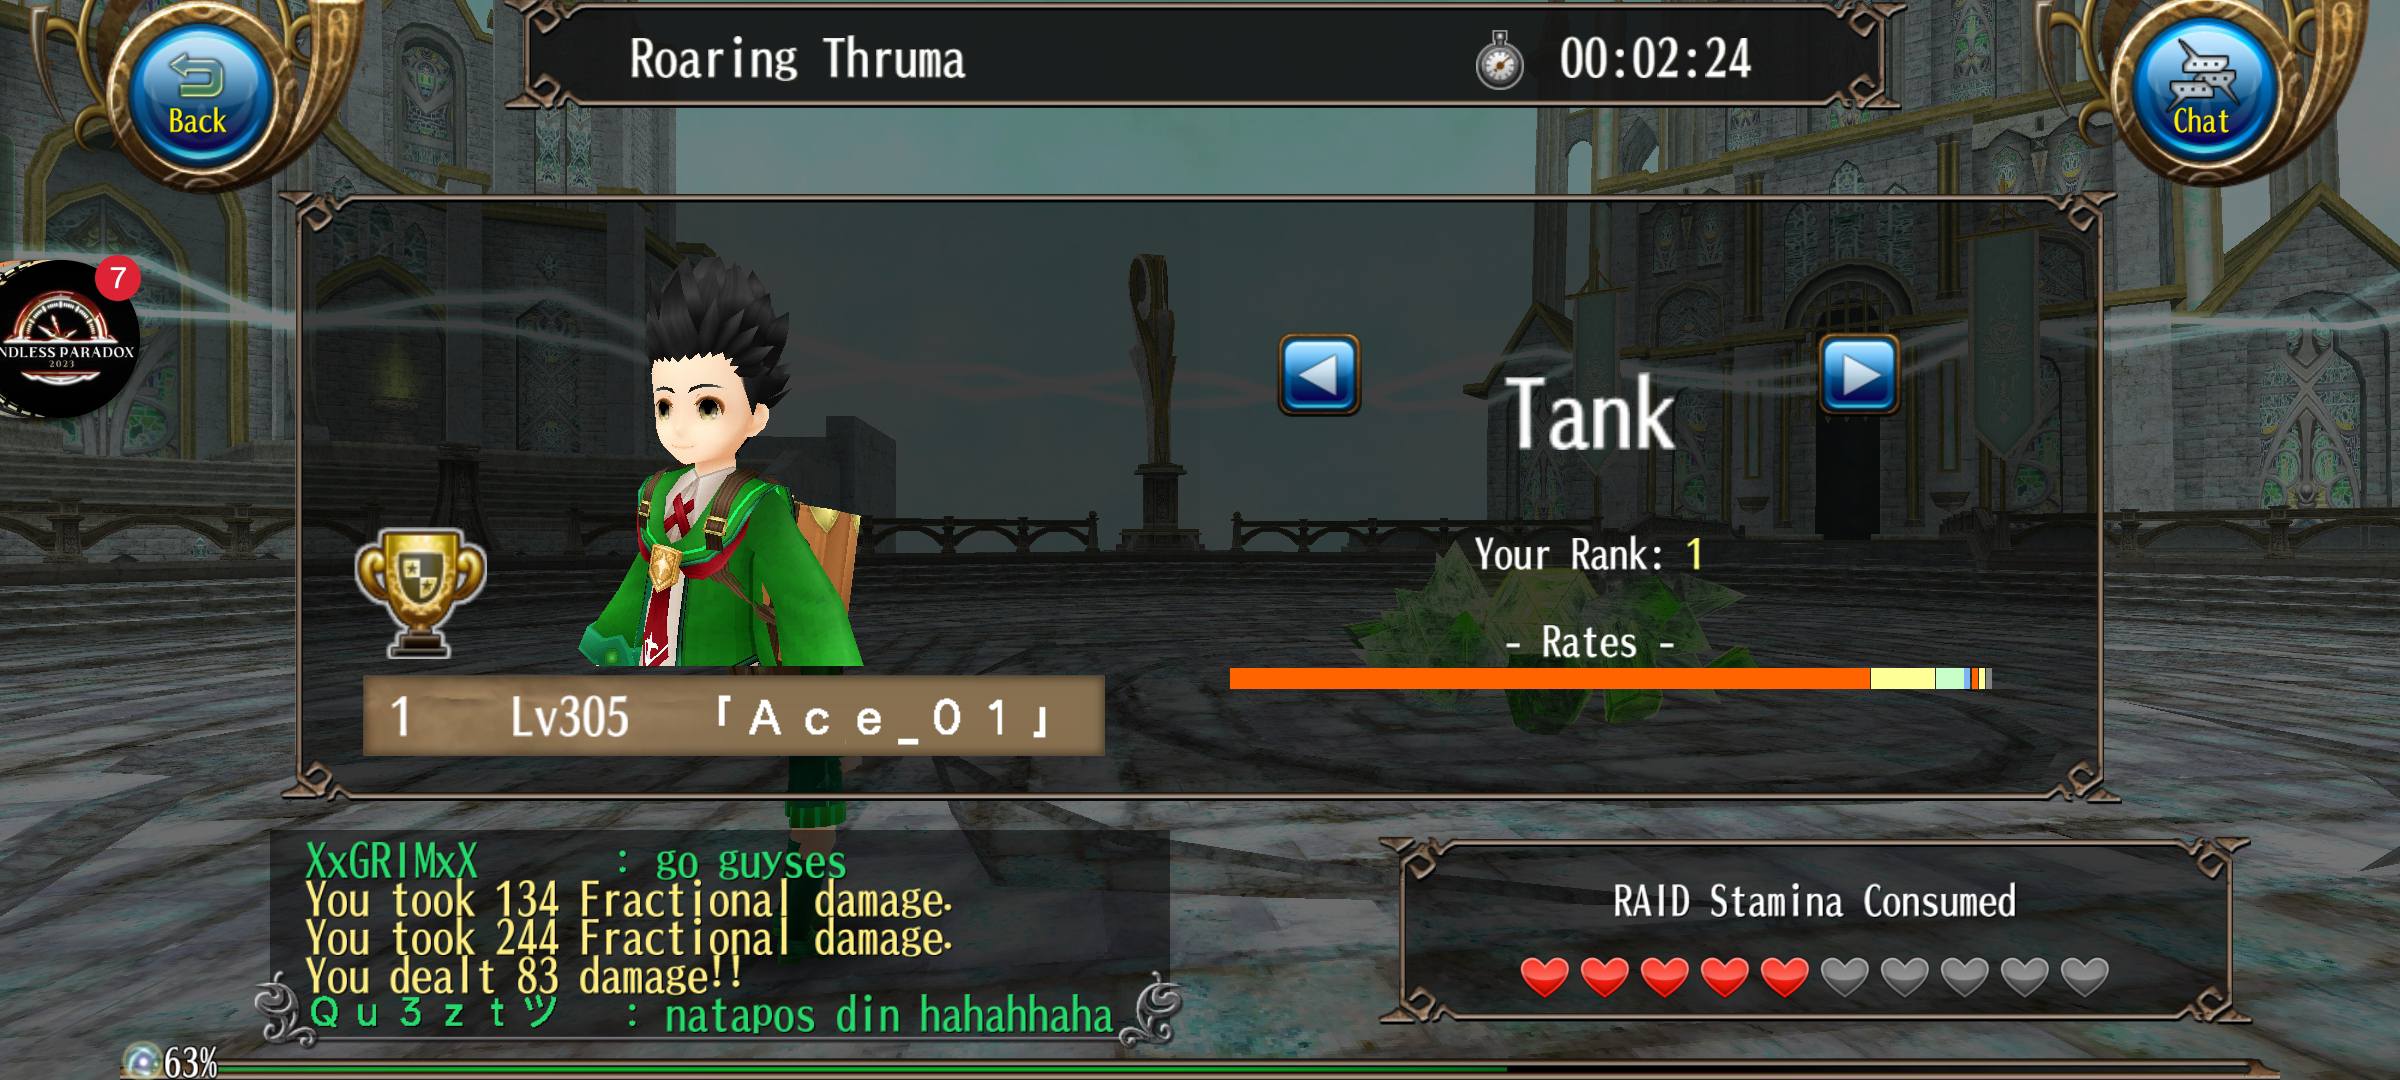 Roaring Thruma
00:02:24
Back
Chat
7
NDLESS PARADOX
2023
Tank
Your Rank: 1
- Rates -
1 Lv305 「Ace_01」
XxGRIMxX : go guyses
You took 134 Fractional damage.
You took 244 Fractional damage.
You dealt 83 damage!!
Qu3ztツ : natapos din hahahhaha
RAID Stamina Consumed
63%